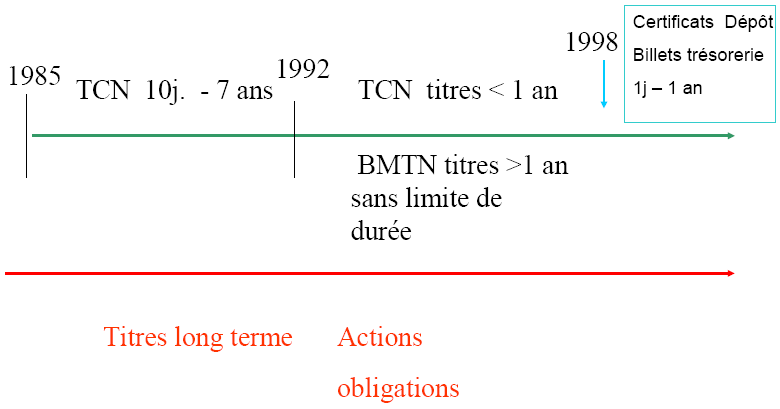 1985
TCN 10j. - 7 ans
1992
TCN titres < 1 an
1998
Certificats Dépôt
Billets trésorerie
1j – 1 an
BMTN titres >1 an
sans limite de
durée
Titres long terme
Actions
obligations